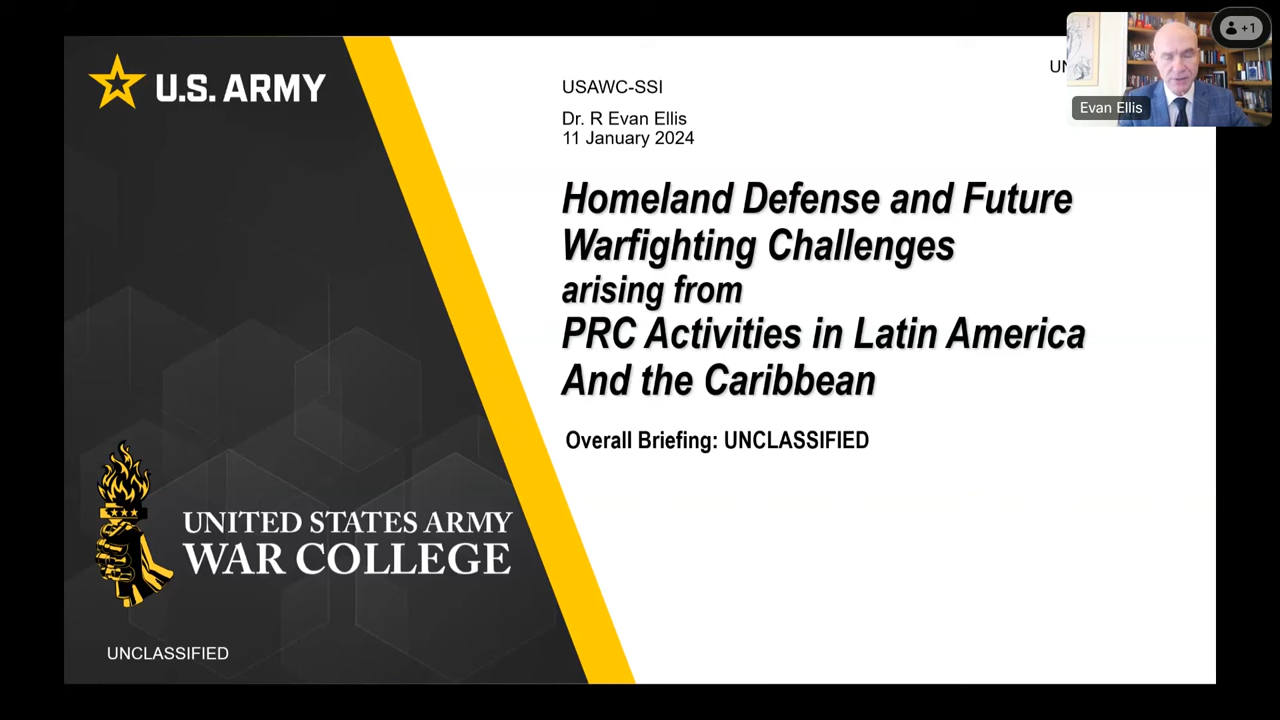 U.S. ARMY
USAWC-SSI
Dr. R Evan Ellis
11 January 2024
Homeland Defense and Future
Warfighting Challenges
arising from
PRC Activities in Latin America
And the Caribbean
Overall Briefing: UNCLASSIFIED
UNITED STATES ARMY
WAR COLLEGE
UNCLASSIFIED
Evan Ellis
+1